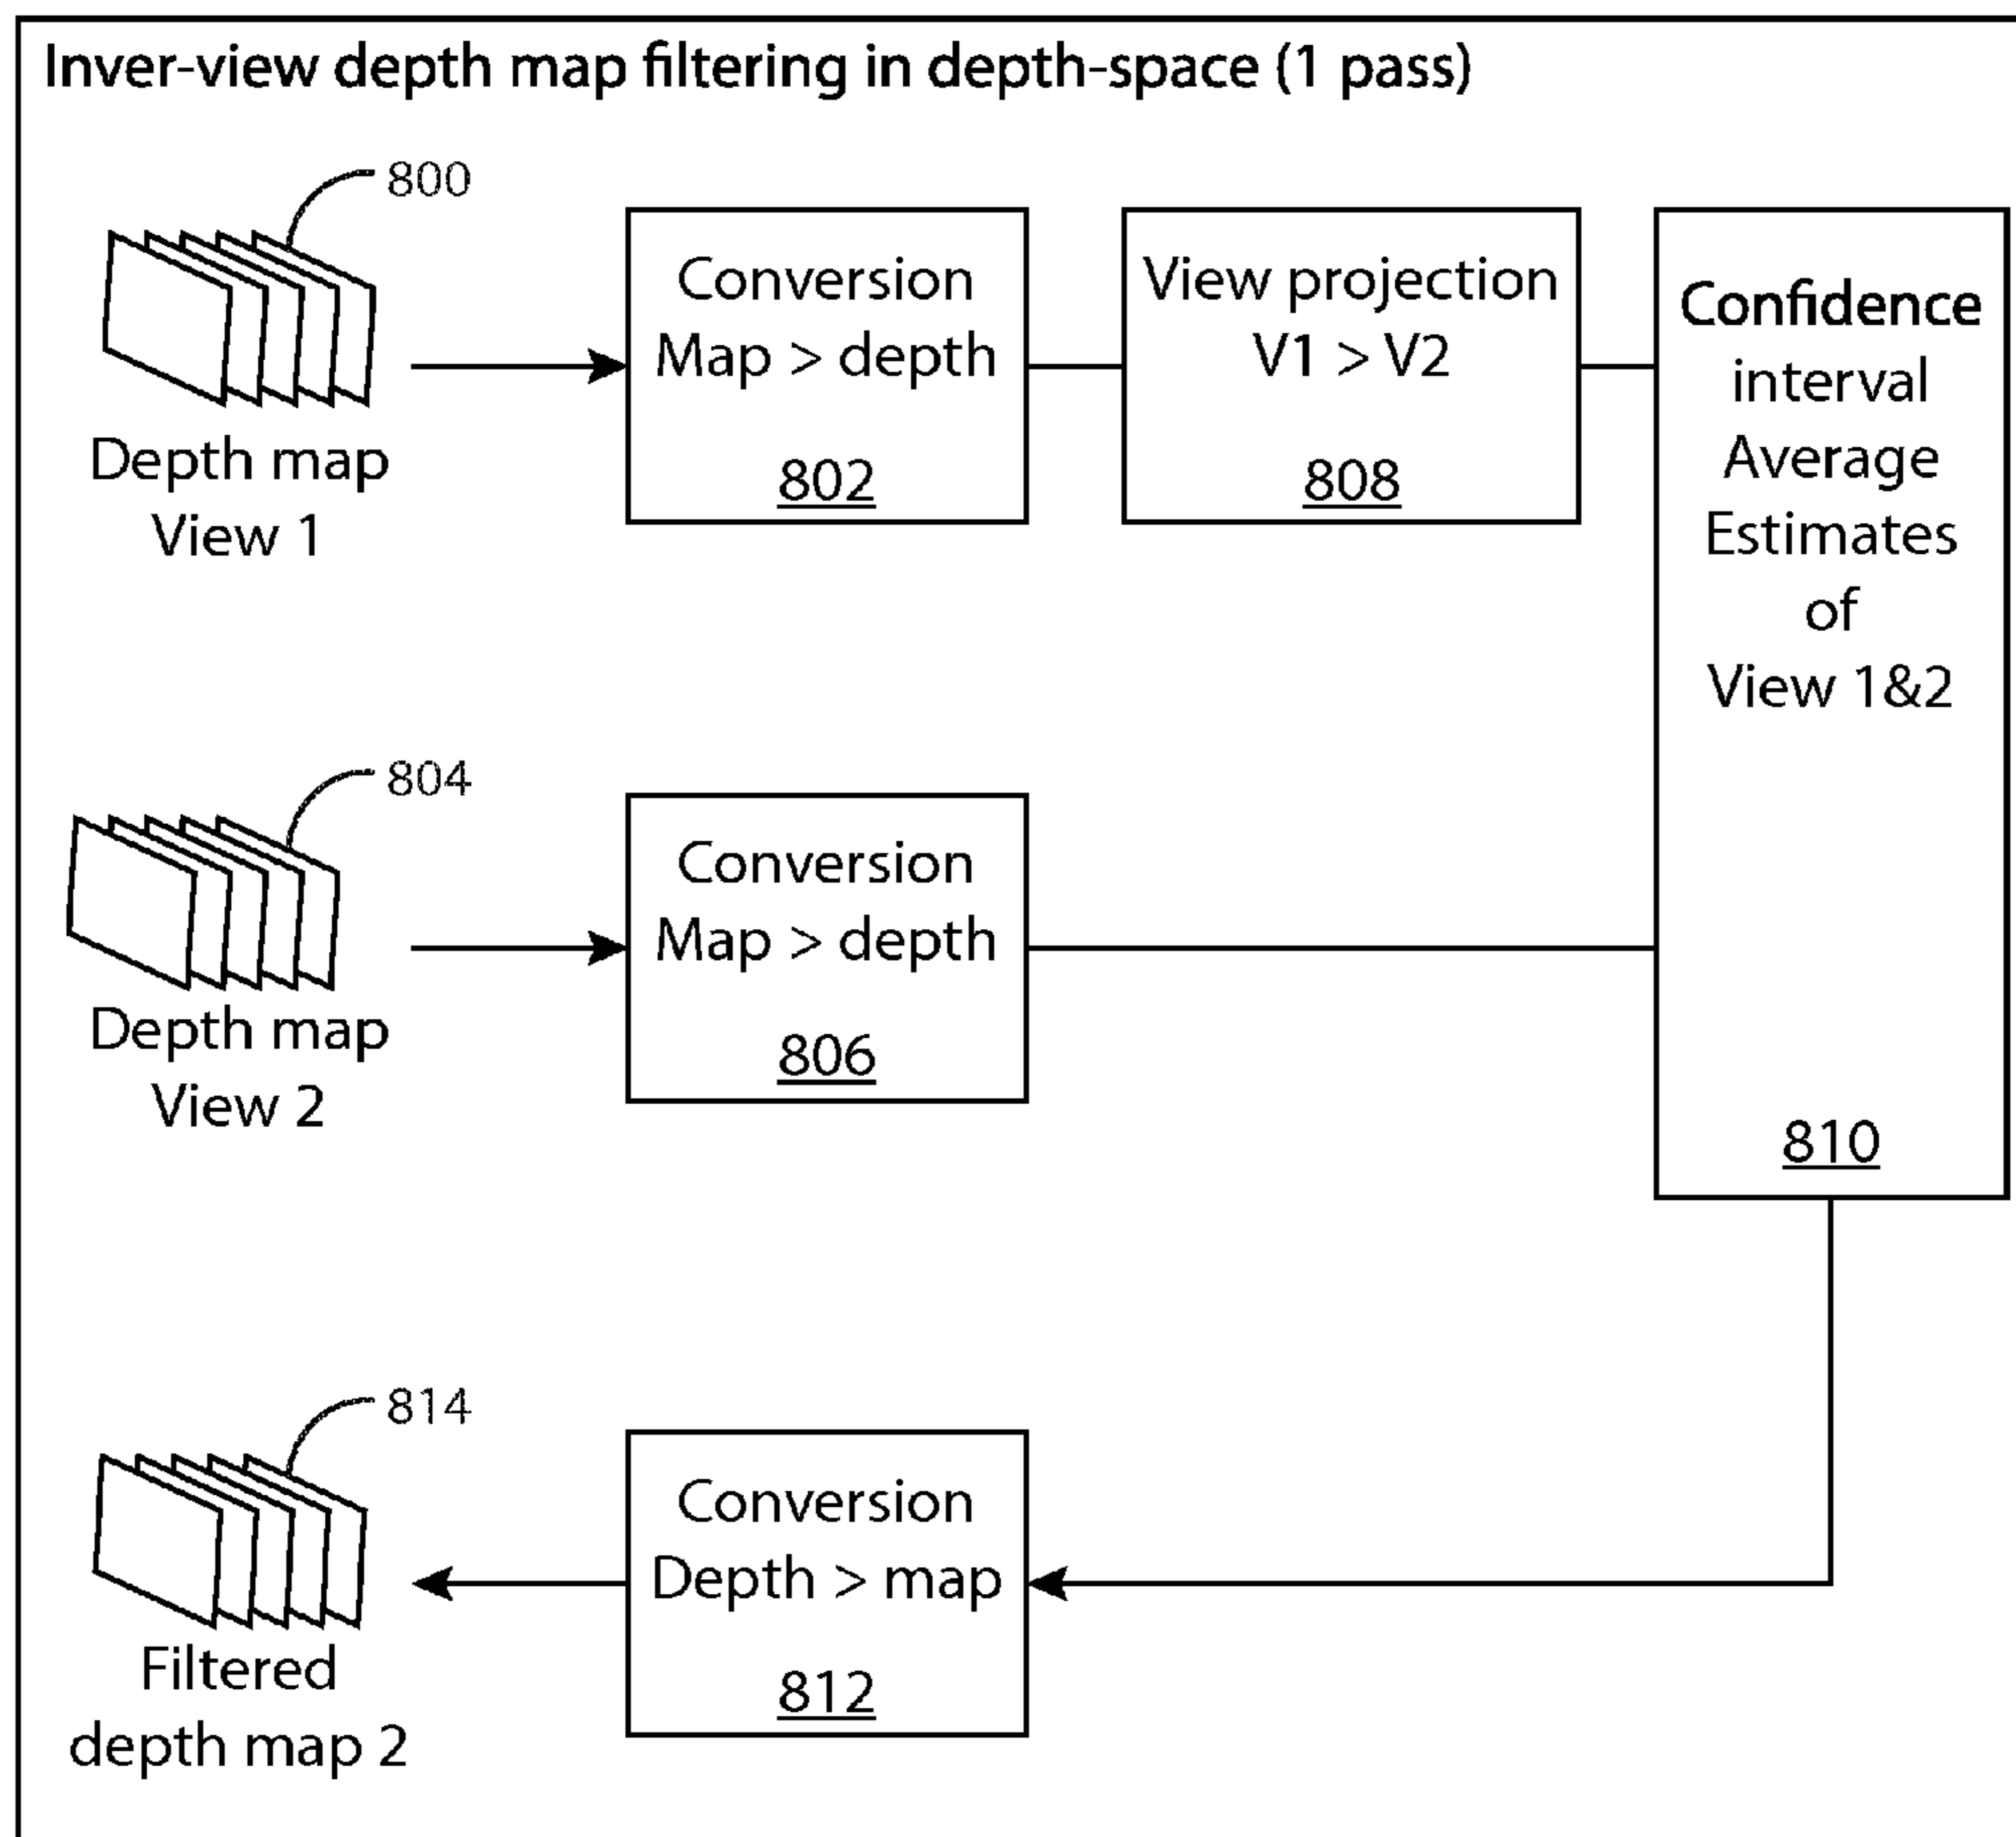 Inver-view depth map filtering in depth-space (1 pass)
800
Depth map
View 1
Conversion
Map > depth
802
View projection
V1 > V2
808
Confidence
interval
Average
Estimates
of
View 1&2
810
804
Depth map
View 2
Conversion
Map > depth
806
814
Filtered
depth map 2
Conversion
Depth > map
812